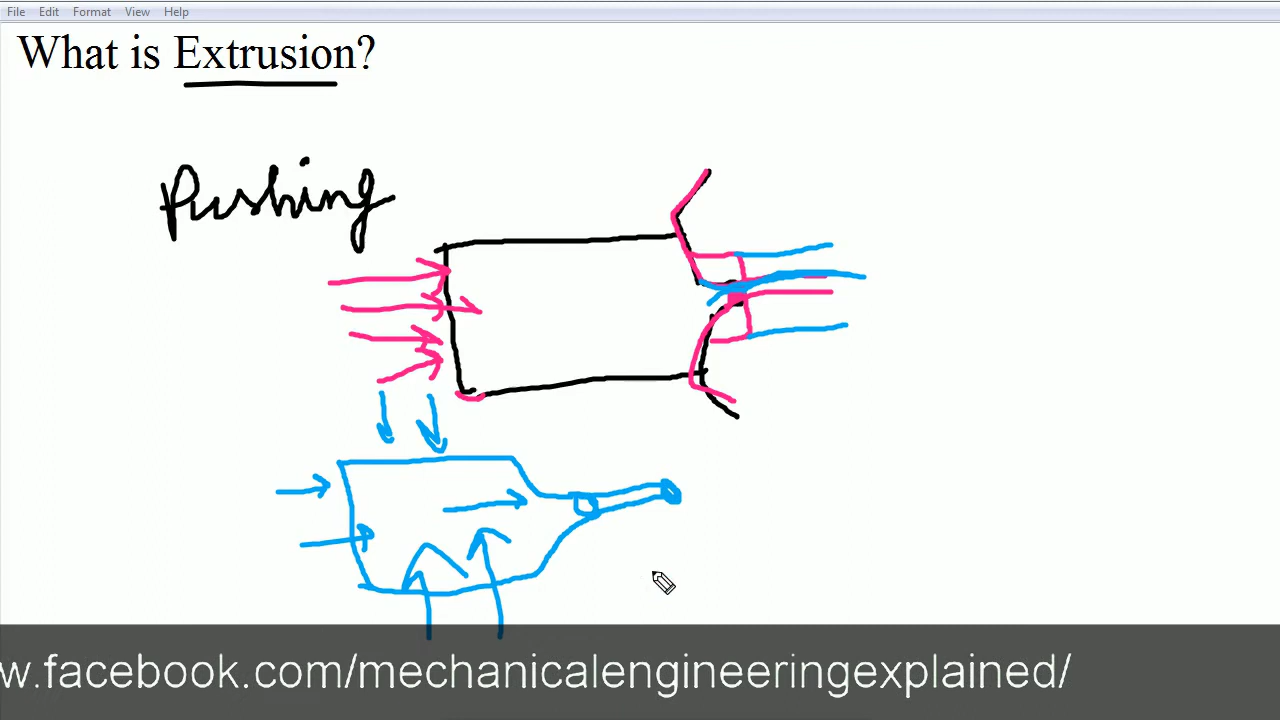 File Edit Format View Help
What is Extrusion?
Pushing
w.facebook.com/mechanicalengineeringexplained/